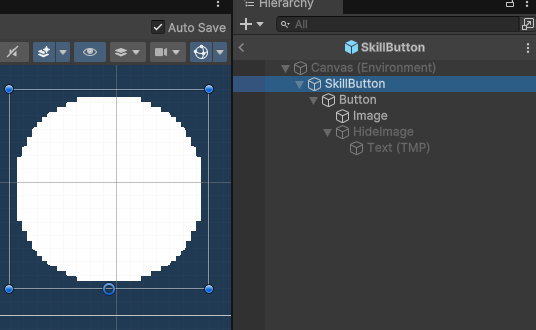 Hierarchy
Auto Save
All
SkillButton
Canvas (Environment)
SkillButton
Button
Image
HideImage
Text (TMP)